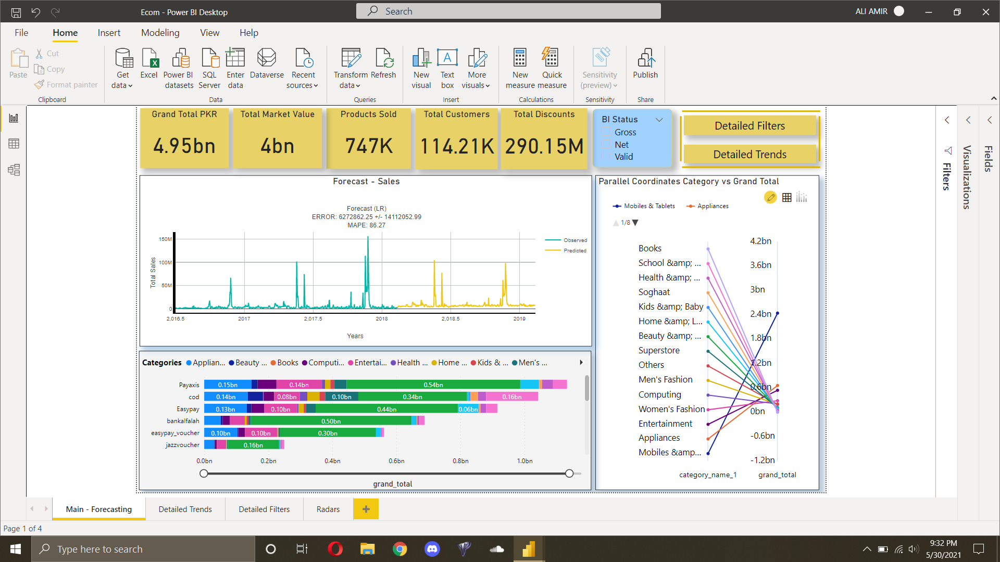 Ecom - Power BI Desktop
Search
ALI AMIR
File Home Insert Modeling View Help
Paste
Cut
Copy
Format painter
Clipboard
Get data
Excel
Power BI datasets
SQL Server
Enter data
Dataverse
Recent sources
Data
Transform data
Refresh
Queries
New visual
Text box
More visuals
Insert
New measure
Quick measure
Calculations
Sensitivity (preview)
Sensitivity
Publish
Share
Grand Total PKR
4.95bn
Total Market Value
4bn
Products Sold
747K
Total Customers
114.21K
Total Discounts
290.15M
BI Status
Gross
Net
Valid
Detailed Filters
Detailed Trends
Filters
Visualizations
Fields
Forecast - Sales
Forecast (LR)
ERROR: 6272862.25 +/- 14112052.99
MAPE: 86.27
Total Sales
150M
100M
50M
0
2,016.5 2017 2,017.5 2018 2,018.5 2019
Years
Observed
Predicted
Parallel Coordinates Category vs Grand Total
Mobiles & Tablets Appliances
1/8
Books
School &amp; ...
Health &amp; ...
Soghaat
Kids &amp; Baby
Home &amp; L...
Beauty &amp; ...
Superstore
Others
Men's Fashion
Computing
Women's Fashion
Entertainment
Appliances
Mobiles &amp...
4.2bn
3.6bn
3bn
2.4bn
1.8bn
1.2bn
0.6bn
0bn
-0.6bn
-1.2bn
category_name_1 grand_total
Categories Applian... Beauty ... Books Computi... Entertai... Health ... Home ... Kids & ... Men's ...
Payaxis 0.15bn 0.14bn 0.54bn
cod 0.14bn 0.08bn 0.10bn 0.34bn 0.16bn
Easypay 0.13bn 0.10bn 0.44bn 0.06bn
bankalfalah 0.50bn
easypay_voucher 0.10bn 0.10bn 0.30bn
jazzvoucher 0.16bn
0.0bn 0.2bn 0.4bn 0.6bn 0.8bn 1.0bn
grand_total
Main - Forecasting Detailed Trends Detailed Filters Radars +
Page 1 of 4
Type here to search
9:32 PM
5/30/2021